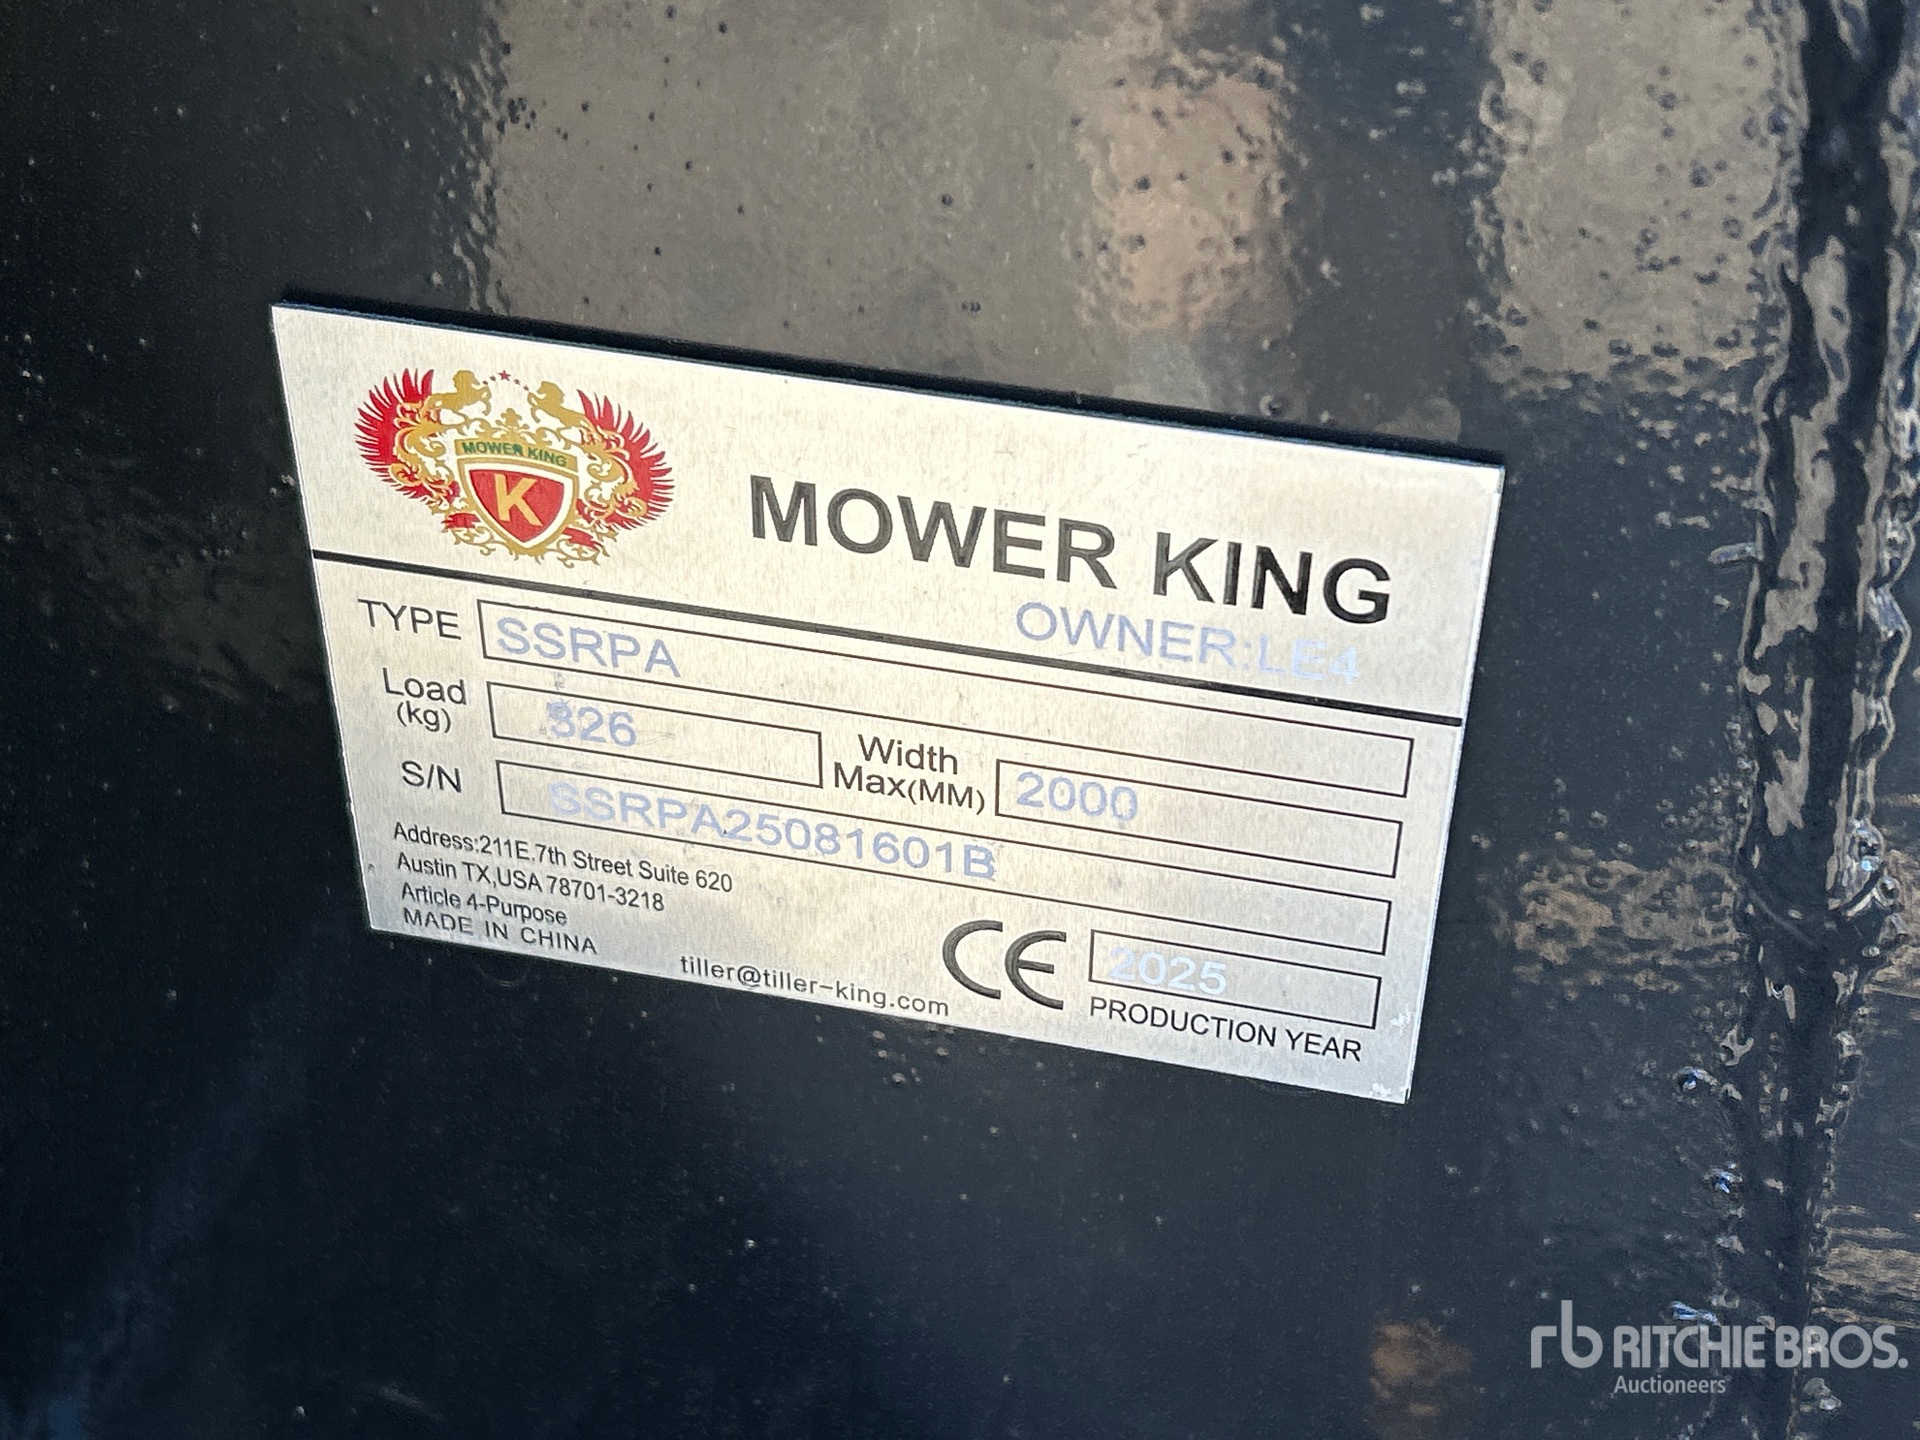 MOWER KING
K
MOWER KING
OWNER:LE4
TYPE SSRPA
Load (kg) 326
Width Max(MM) 2000
S/N SSRPA25081601B
Address:211E.7th Street Suite 620
Austin TX,USA 78701-3218
Article 4-Purpose
MADE IN CHINA
tiller@tiller-king.com
CE
2025
PRODUCTION YEAR
rb RITCHIE BROS.
Auctioneers